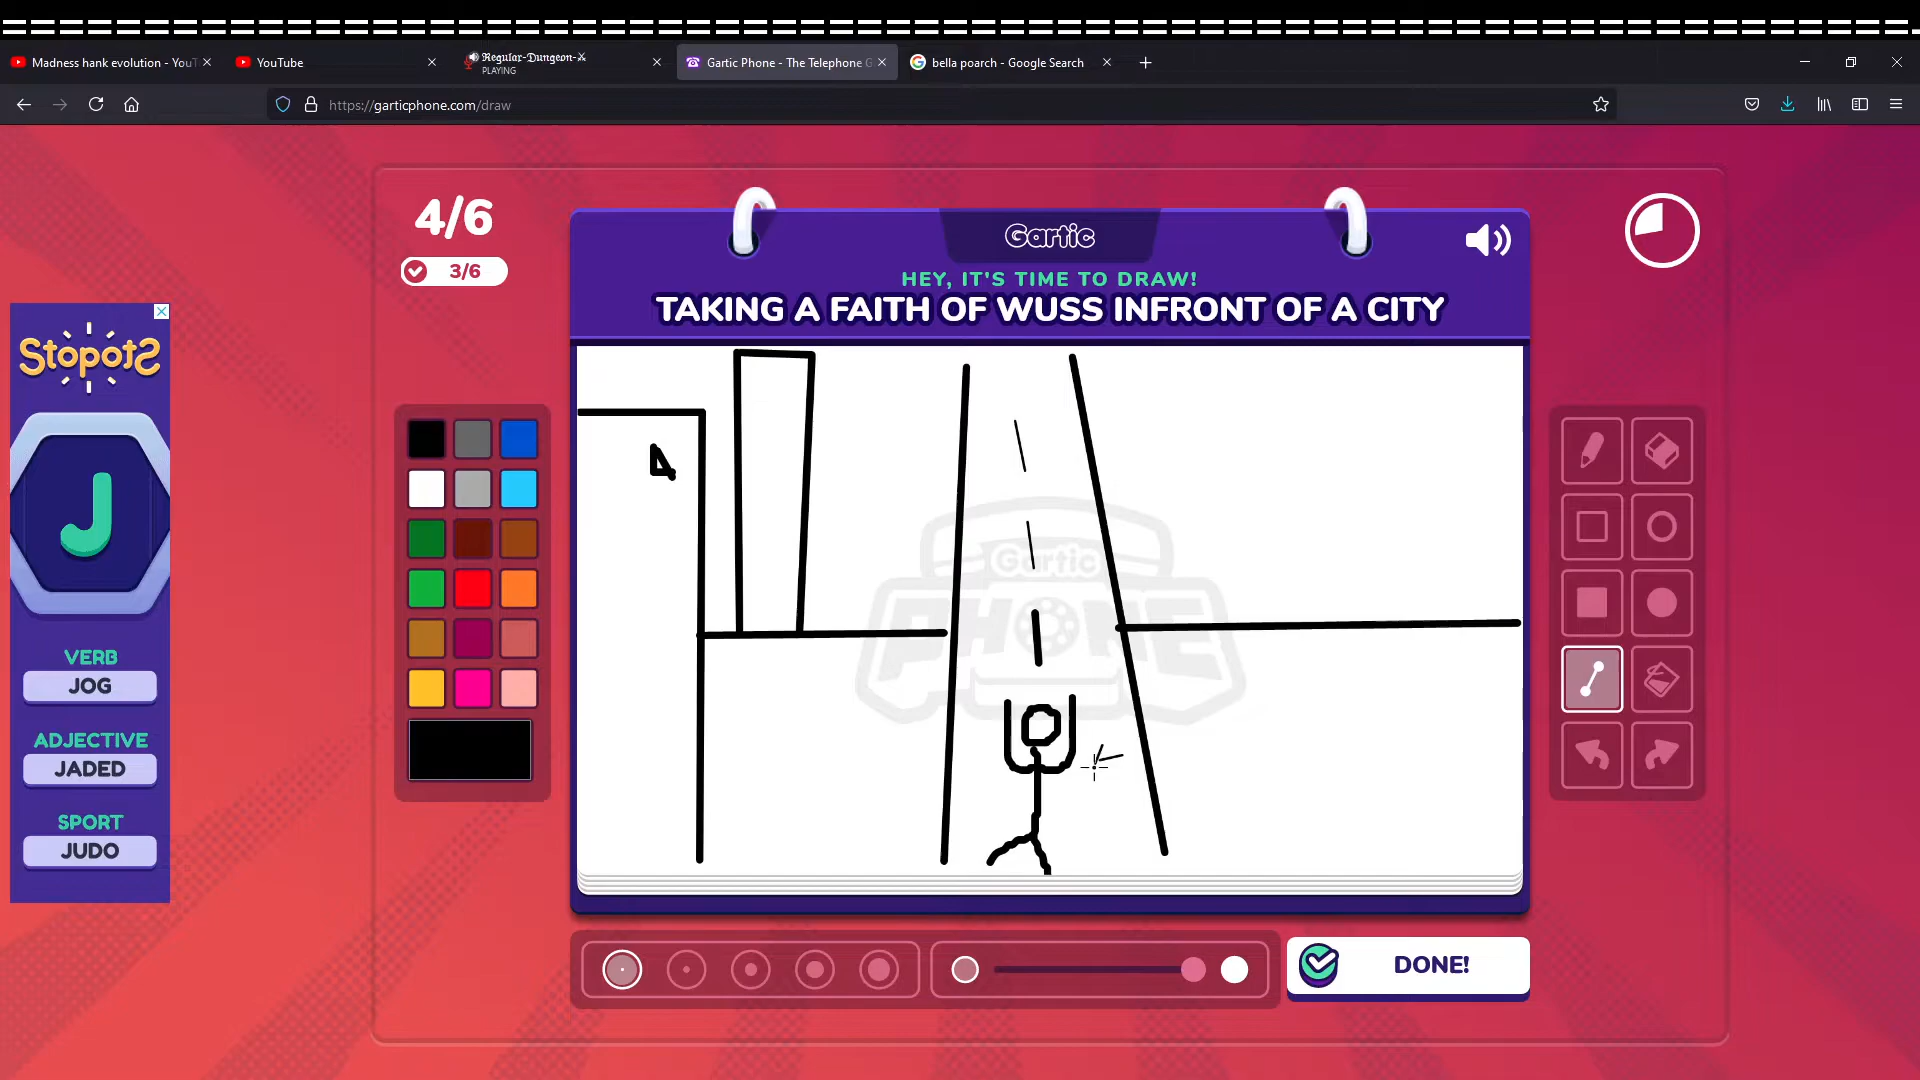 Madness hank evolution - YouT
YouTube
𝕽𝖊𝖌𝖚𝖑𝖆𝖗-𝕯𝖚𝖓𝖌𝖊𝖔𝖓-⚔
PLAYING
Gartic Phone - The Telephone G
bella poarch - Google Search
https://garticphone.com/draw
4/6
3/6
Gartic
HEY, IT'S TIME TO DRAW!
TAKING A FAITH OF WUSS INFRONT OF A CITY
StopotS
J
VERB
JOG
ADJECTIVE
JADED
SPORT
JUDO
Gartic
PHONE
DONE!